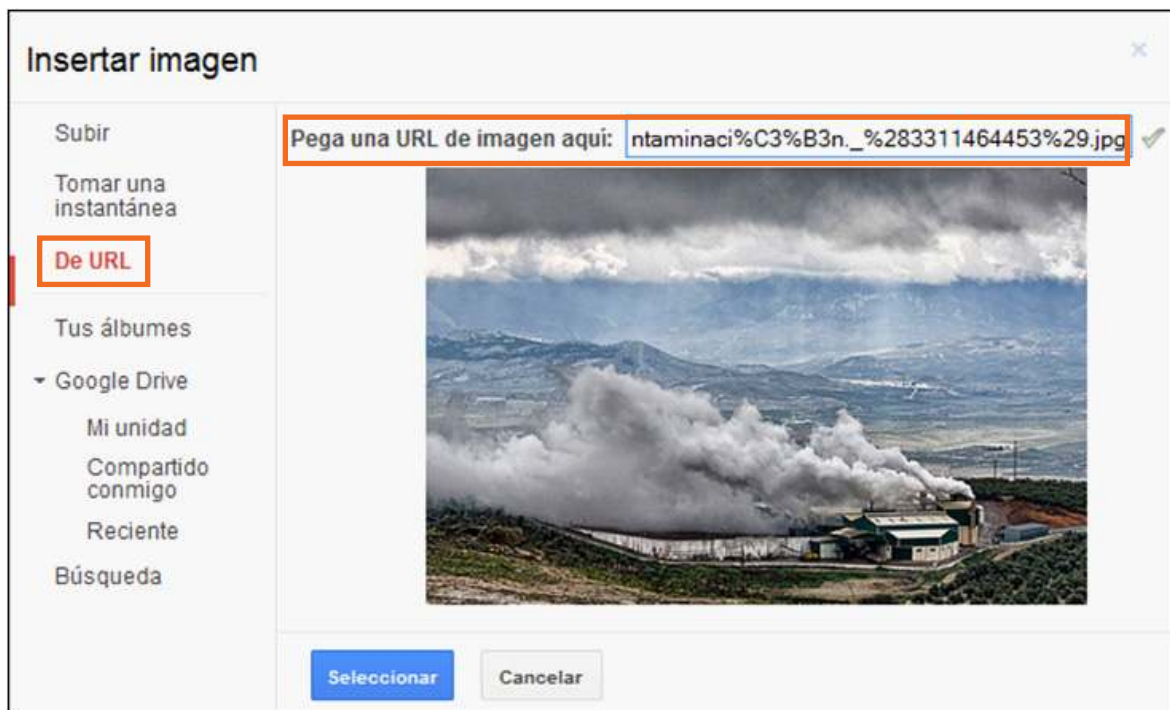 Insertar imagen
Subir
Tomar una
instantánea
De URL
Tus álbumes
Google Drive
Mi unidad
Compartido
conmigo
Reciente
Búsqueda
Pega una URL de imagen aquí: ntaminaci%C3%B3n._%283311464453%29.jpg
Seleccionar
Cancelar